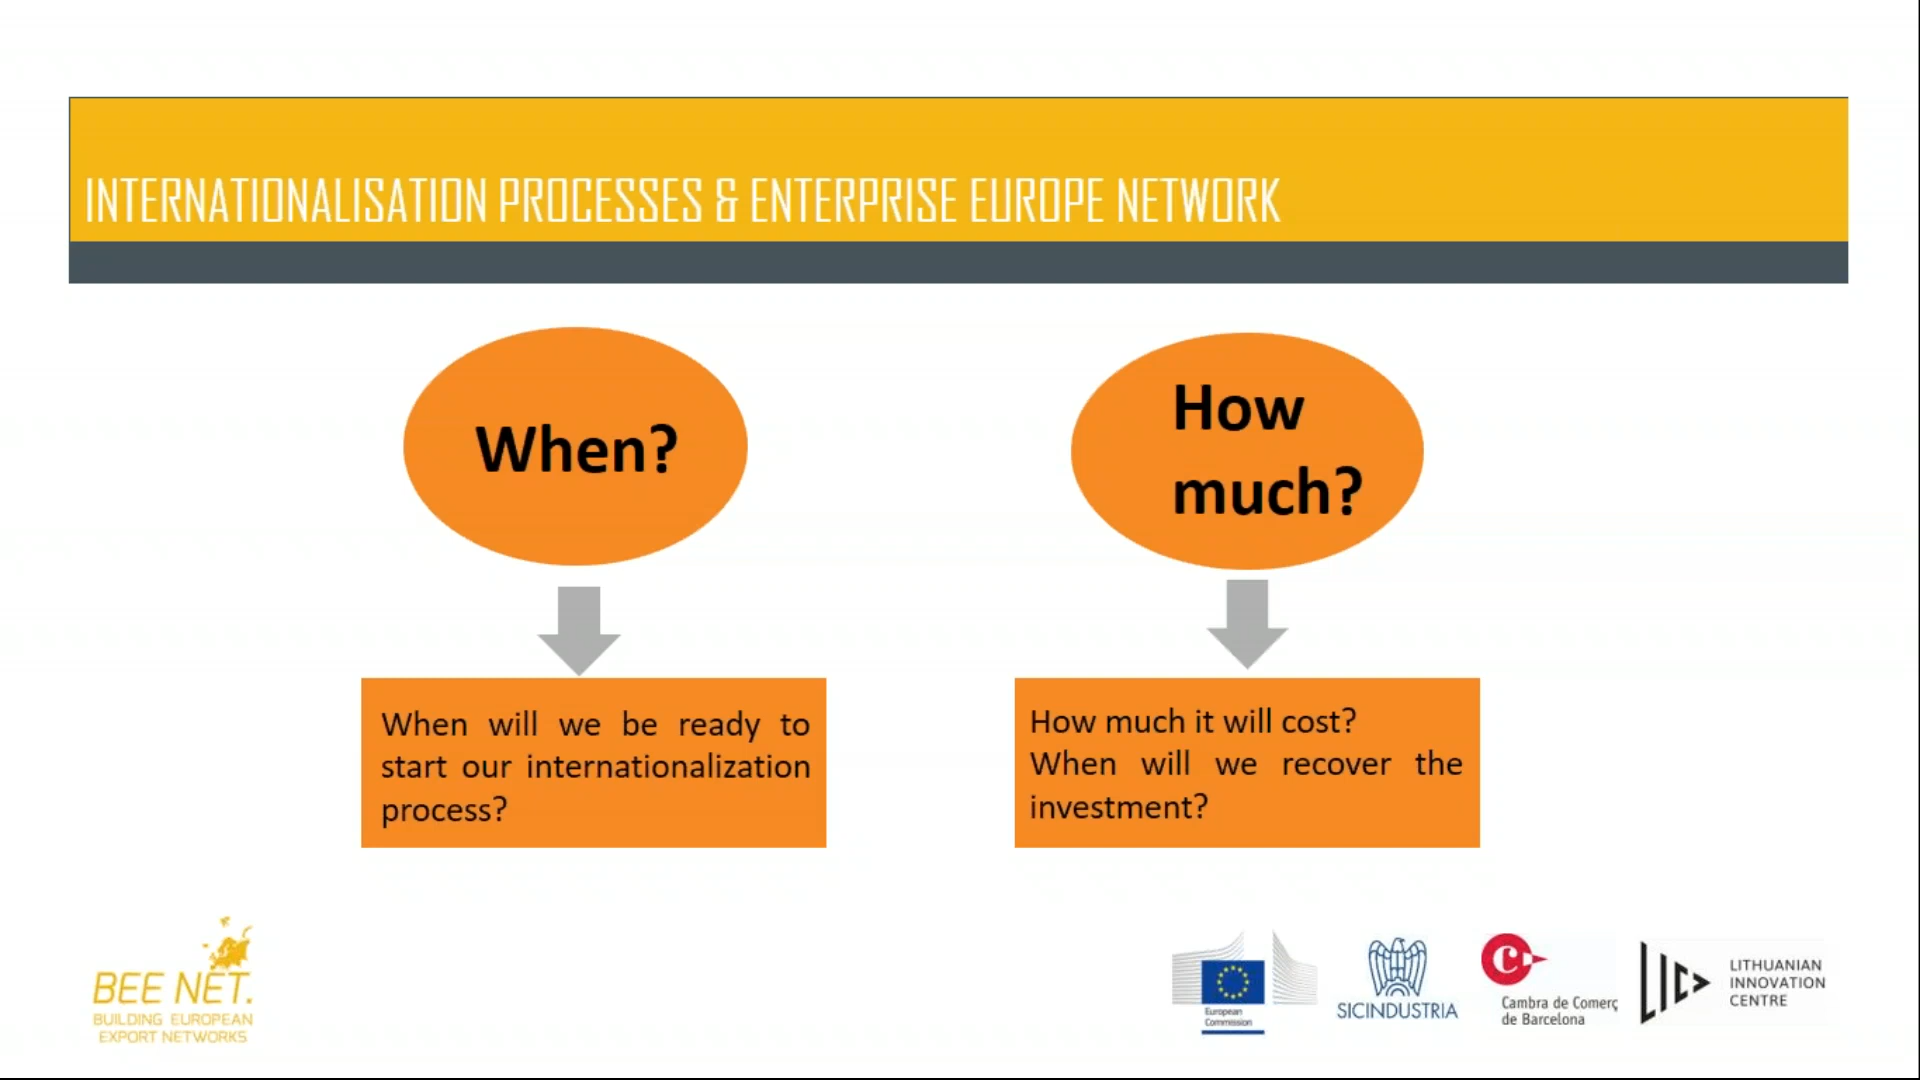 INTERNATIONALISATION PROCESSES & ENTERPRISE EUROPE NETWORK
When?
How
much?
When will we be ready to
start our internationalization
process?
How much it will cost?
When will we recover the
investment?
BEE NET.
BUILDING EUROPEAN
EXPORT NETWORKS
European
Commission
SICINDUSTRIA
C
Cambra de Comerç
de Barcelona
LIC
LITHUANIAN
INNOVATION
CENTRE